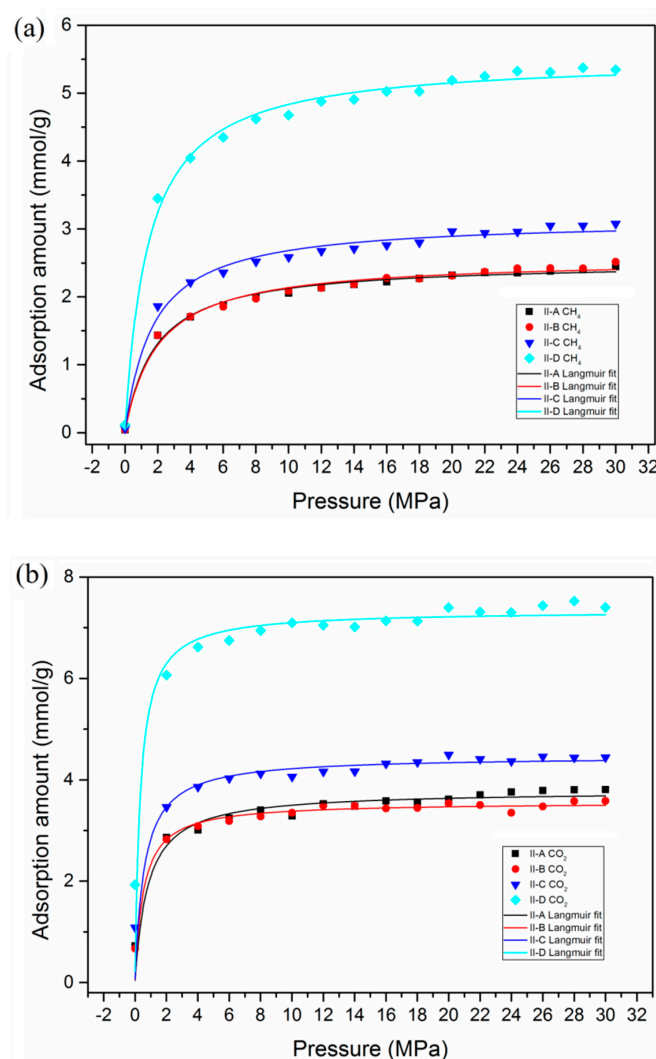 (a)
6
5
4
3
2
1
0
Adsorption amount (mmol/g)
II-A CH₄
II-B CH₄
II-C CH₄
II-D CH₄
II-A Langmuir fit
II-B Langmuir fit
II-C Langmuir fit
II-D Langmuir fit
-2 0 2 4 6 8 10 12 14 16 18 20 22 24 26 28 30 32
Pressure (MPa)
(b)
8
6
4
2
0
Adsorption amount (mmol/g)
II-A CO₂
II-B CO₂
II-C CO₂
II-D CO₂
II-A Langmuir fit
II-B Langmuir fit
II-C Langmuir fit
II-D Langmuir fit
-2 0 2 4 6 8 10 12 14 16 18 20 22 24 26 28 30 32
Pressure (MPa)